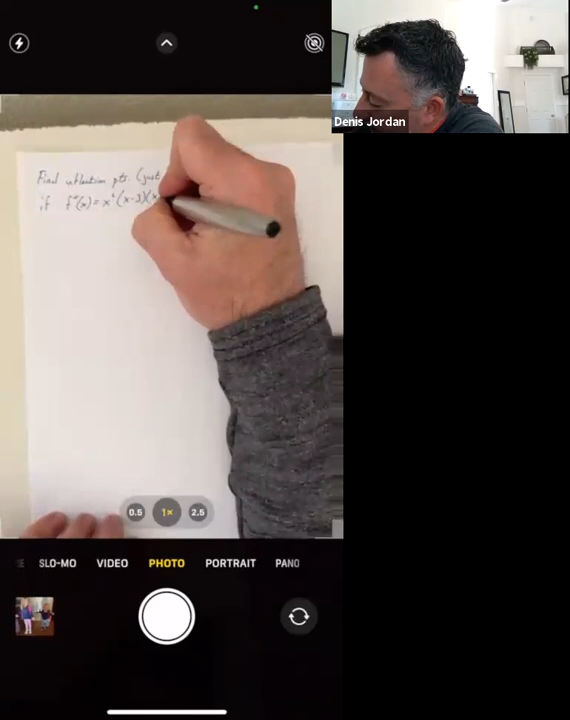 Denis Jordan
Find inflection pts. (just
if f"(x) = x²(x-3)(x
0.5 1× 2.5
SLO-MO VIDEO PHOTO PORTRAIT PANO